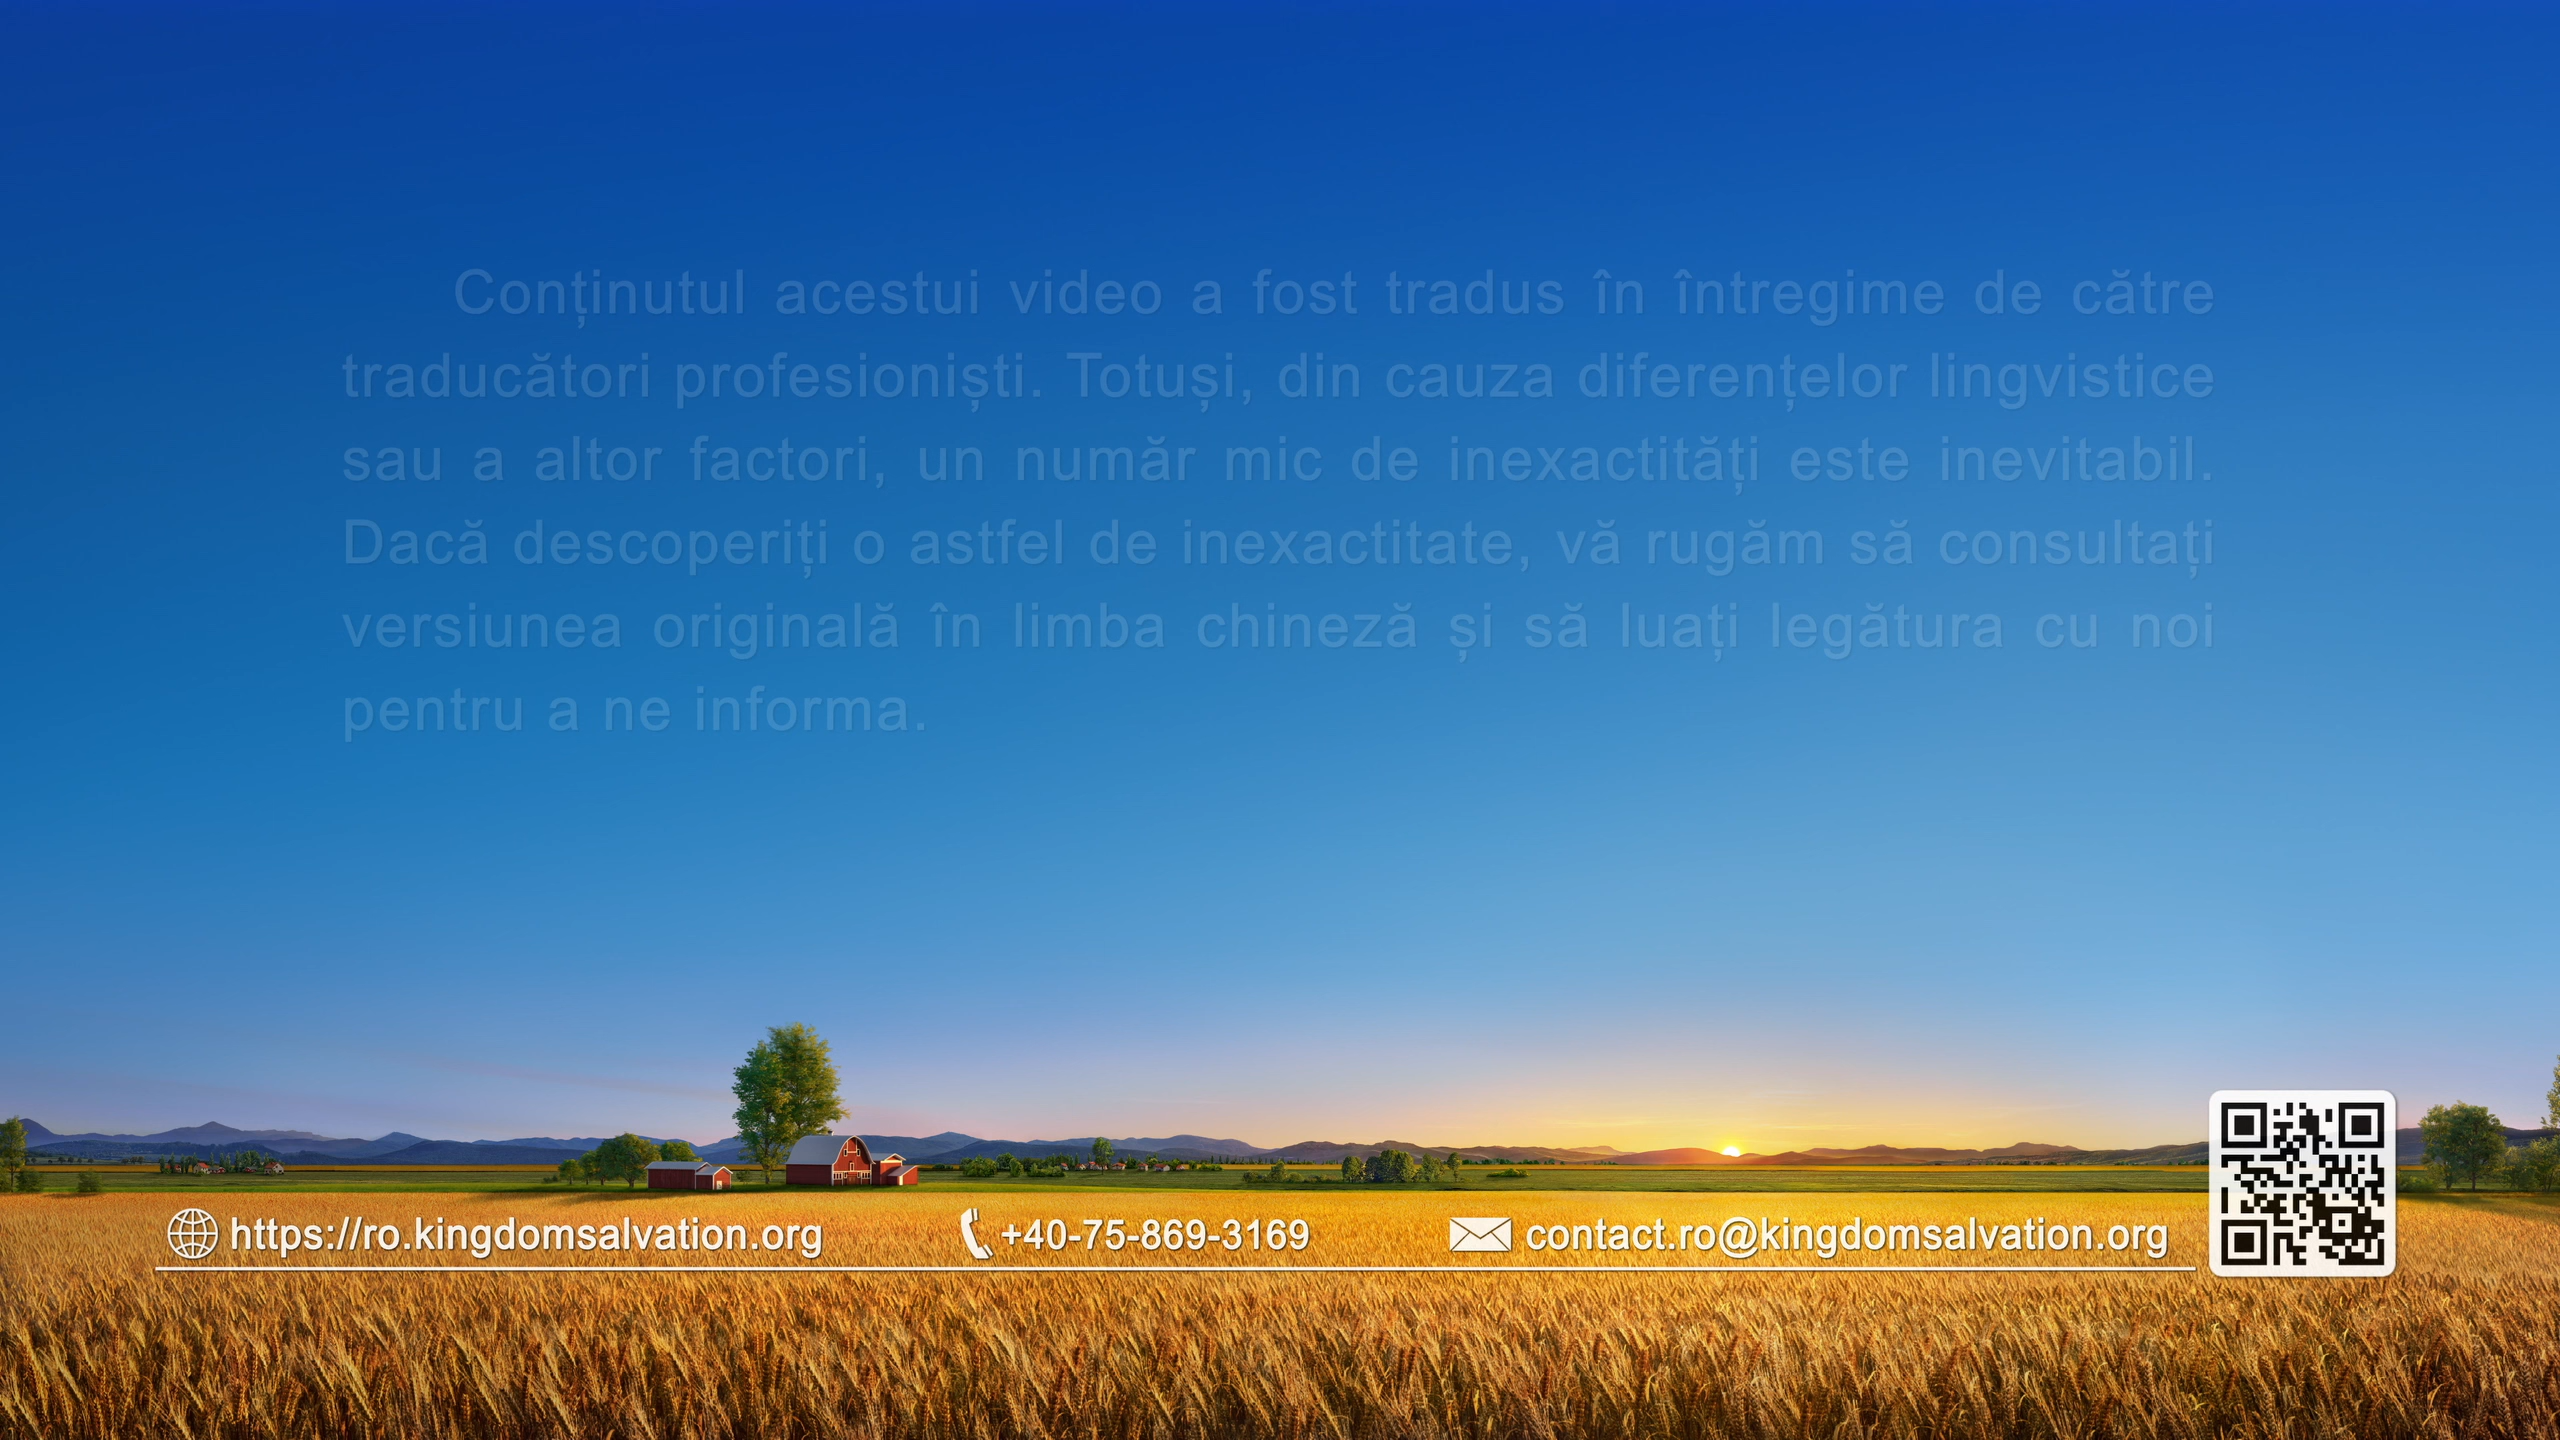 Conținutul acestui video a fost tradus în întregime de către
traducători profesioniști. Totuși, din cauza diferențelor lingvistice
sau a altor factori, un număr mic de inexactități este inevitabil.
Dacă descoperiți o astfel de inexactitate, vă rugăm să consultați
versiunea originală în limba chineză și să luați legătura cu noi
pentru a ne informa.
https://ro.kingdomsalvation.org +40-75-869-3169 contact.ro@kingdomsalvation.org